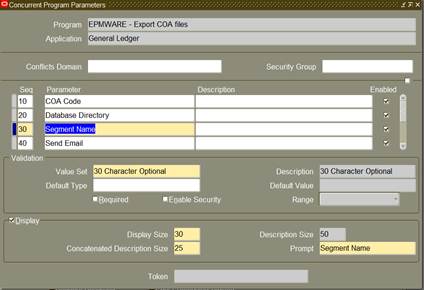 Concurrent Program Parameters
Program EPMWARE - Export COA files
Application General Ledger
Conflicts Domain Security Group
Seq Parameter Description Enabled
10 COA Code
20 Database Directory
30 Segment Name
40 Send Email
Validation
Value Set 30 Character Optional Description 30 Character Optional
Default Type Default Value
Required Enable Security Range
Display
Display Size 30 Description Size 50
Concatenated Description Size 25 Prompt Segment Name
Token